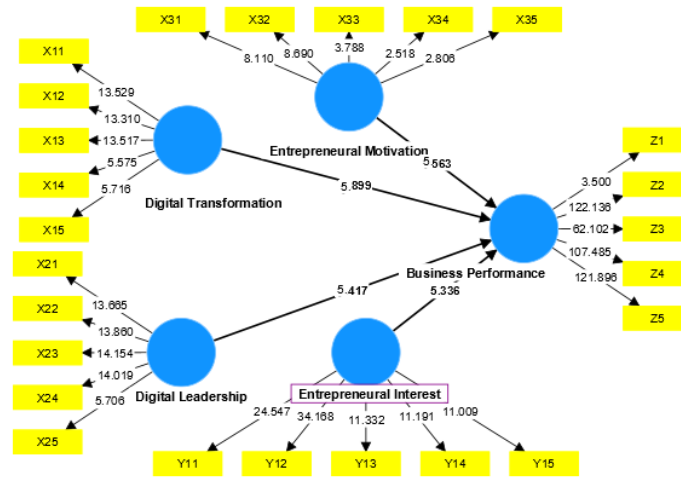 X31
X32
X33
X34
X35
8.110
8.690
3.788
2.518
2.806
Entrepreneurial Motivation
X11
X12
X13
X14
X15
13.529
13.310
13.517
5.575
5.716
Digital Transformation
5.563
5.899
5.417
5.336
Z1
Z2
Z3
Z4
Z5
3.500
122.136
62.102
107.485
121.896
Business Performance
X21
X22
X23
X24
X25
13.665
13.860
14.154
14.019
5.706
Digital Leadership
Entrepreneurial Interest
24.547
34.168
11.332
11.191
11.009
Y11
Y12
Y13
Y14
Y15